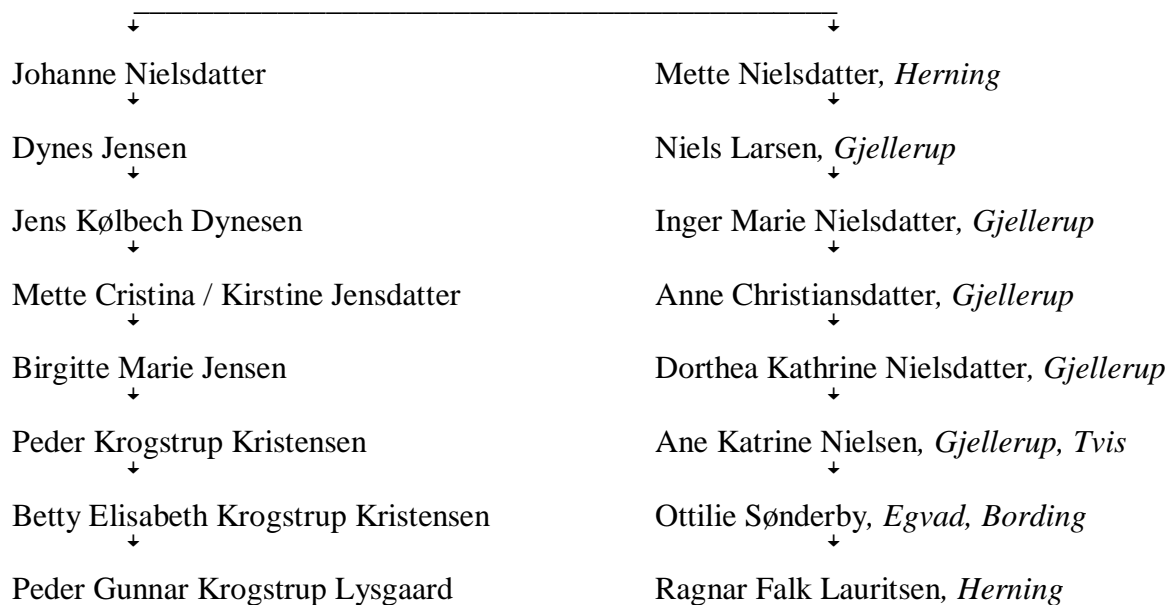 Johanne Nielsdatter Mette Nielsdatter, Herning
Dynes Jensen Niels Larsen, Gjellerup
Jens Kølbech Dynesen Inger Marie Nielsdatter, Gjellerup
Mette Cristina / Kirstine Jensdatter Anne Christiansdatter, Gjellerup
Birgitte Marie Jensen Dorthea Kathrine Nielsdatter, Gjellerup
Peder Krogstrup Kristensen Ane Katrine Nielsen, Gjellerup, Tvis
Betty Elisabeth Krogstrup Kristensen Ottilie Sønderby, Egvad, Bording
Peder Gunnar Krogstrup Lysgaard Ragnar Falk Lauritsen, Herning